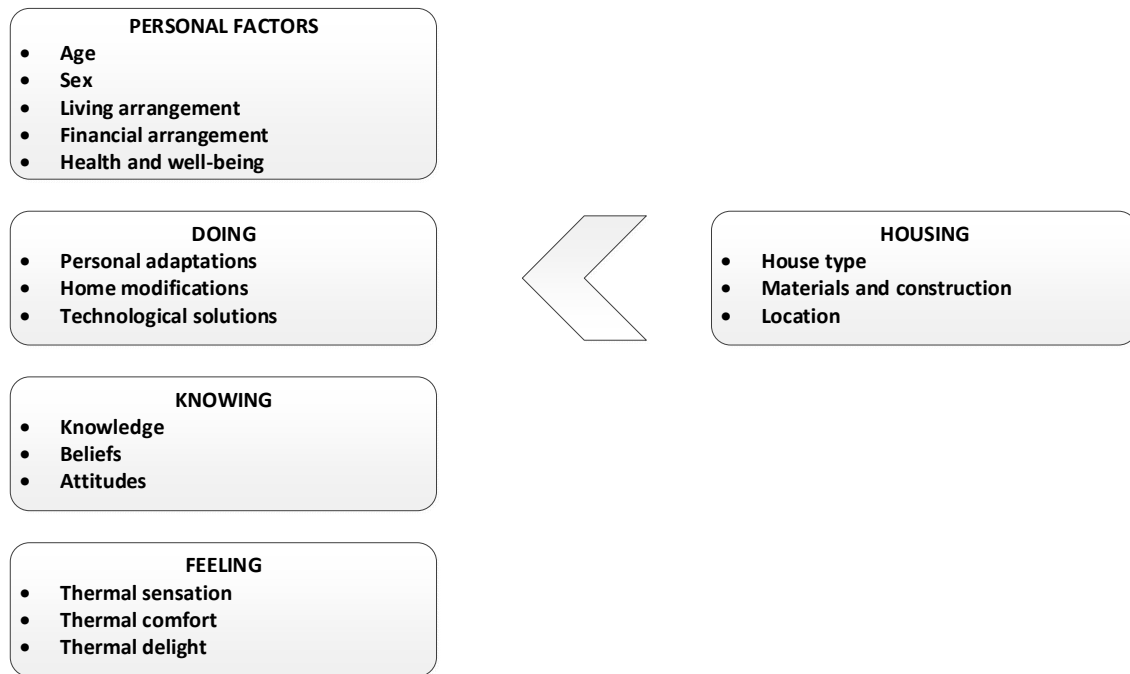 PERSONAL FACTORS
• Age
• Sex
• Living arrangement
• Financial arrangement
• Health and well-being
DOING
• Personal adaptations
• Home modifications
• Technological solutions
HOUSING
• House type
• Materials and construction
• Location
KNOWING
• Knowledge
• Beliefs
• Attitudes
FEELING
• Thermal sensation
• Thermal comfort
• Thermal delight